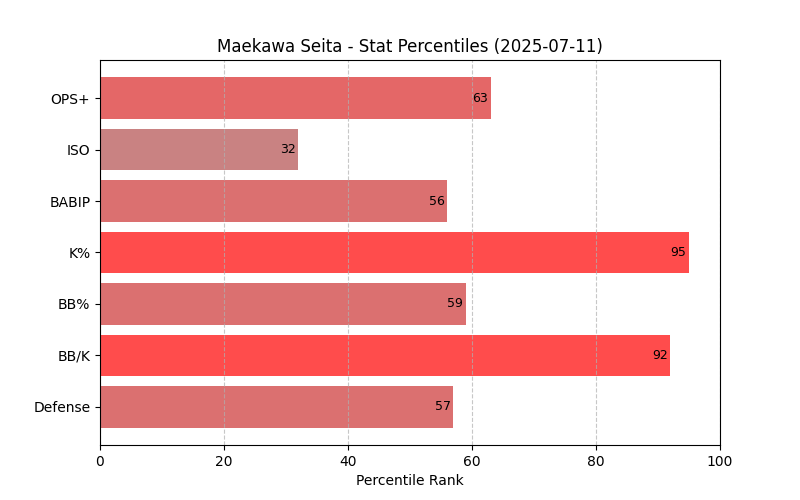 Maekawa Seita - Stat Percentiles (2025-07-11)
OPS+ 63
ISO 32
BABIP 56
K% 95
BB% 59
BB/K 92
Defense 57
0 20 40 60 80 100
Percentile Rank